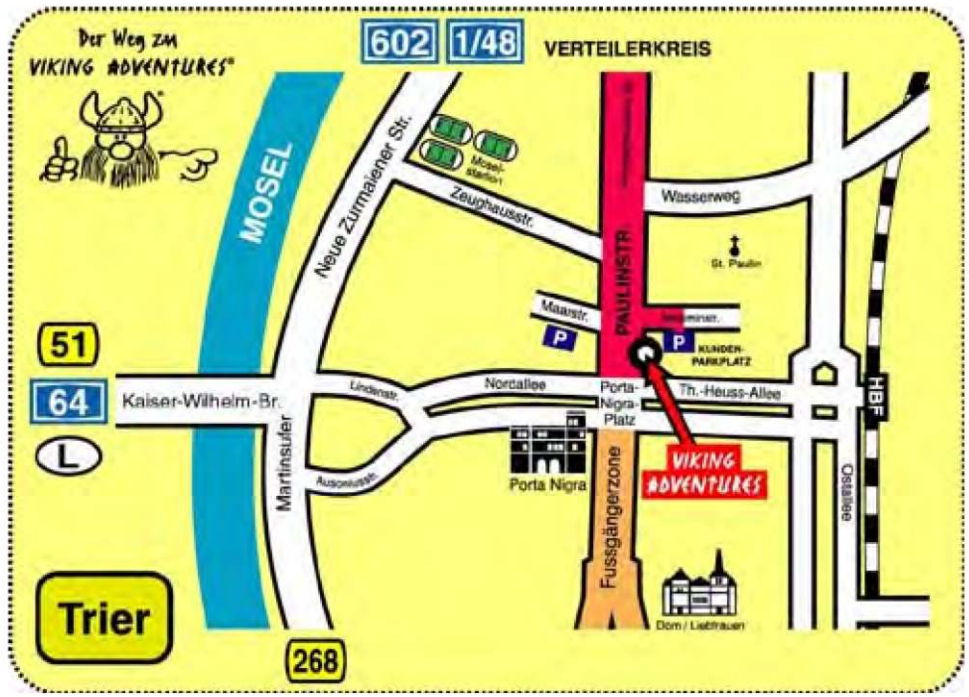 Der Weg zu
VIKING ADVENTURES®
602
1/48
VERTEILERKREIS
MOSEL
Neue Zurmaiener Str.
Mosel-
stadion
Zeughausstr.
Wasserweg
PAULINSTR.
St. Paulin
Maarstr.
P
P
KUNDEN-
PARKPLATZ
51
64
L
Kaiser-Wilhelm-Br.
Lindenstr.
Nordallee
Porta-
Nigra-
Platz
Th.-Heuss-Allee
HBF
Martinsufer
Ausoniusstr.
Porta Nigra
VIKING
ADVENTURES
Fussgängerzone
Ostallee
Dom / Liebfrauen
Trier
268